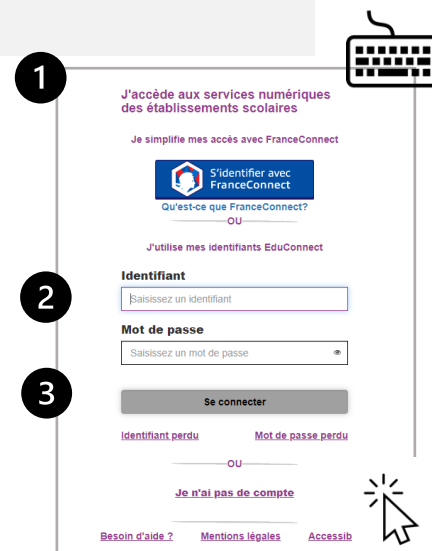 1
J'accède aux services numériques
des établissements scolaires
Je simplifie mes accès avec FranceConnect
S'identifier avec
FranceConnect
Qu'est-ce que FranceConnect?
OU
J'utilise mes identifiants EduConnect
Identifiant
2
Saisissez un identifiant
Mot de passe
Saisissez un mot de passe
3
Se connecter
Identifiant perdu Mot de passe perdu
OU
Je n'ai pas de compte
Besoin d'aide ? Mentions légales Accessib